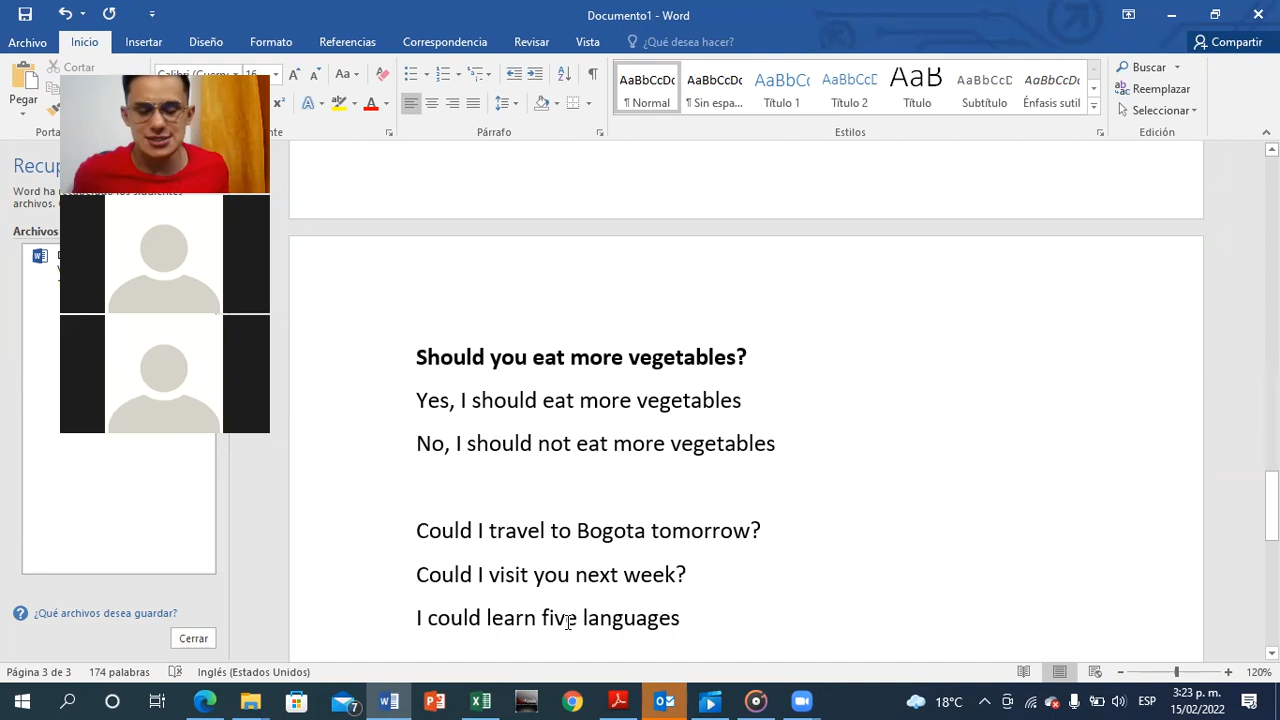 Documento1 - Word
Archivo Inicio Insertar Diseño Formato Referencias Correspondencia Revisar Vista ¿Qué desea hacer? Compartir
Cortar
Pegar
16
Aa
AaBbCcDc AaBbCcDc AaBbCc AaBbCcD AaB AaBbCcD AaBbCcDc
¶ Normal ¶ Sin espa... Título 1 Título 2 Título Subtítulo Énfasis sutil
Buscar
Reemplazar
Seleccionar
Párrafo Estilos Edición
Word ha
archivos.
Should you eat more vegetables?
Yes, I should eat more vegetables
No, I should not eat more vegetables
Could I travel to Bogota tomorrow?
Could I visit you next week?
I could learn five languages
¿Qué archivos desea guardar?
Cerrar
Página 3 de 3 174 palabras Inglés (Estados Unidos) 120%
7
18°C ESP 3:23 p. m.
15/02/2022